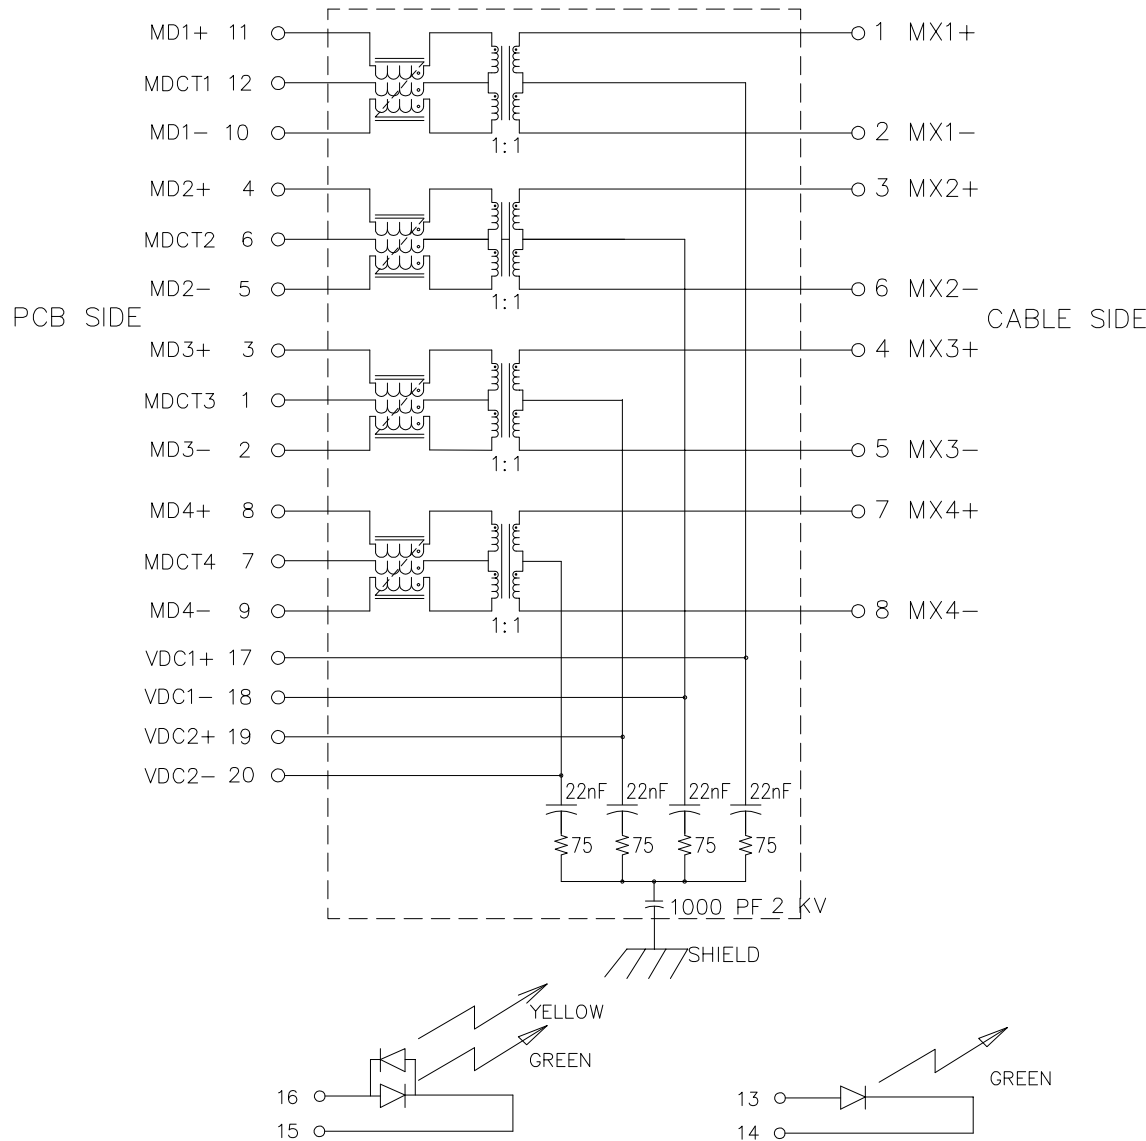 MD1+ 11 1 MX1+
MDCT1 12
MD1- 10 2 MX1-
1:1
MD2+ 4 3 MX2+
MDCT2 6
MD2- 5 6 MX2-
1:1
PCB SIDE CABLE SIDE
MD3+ 3 4 MX3+
MDCT3 1
MD3- 2 5 MX3-
1:1
MD4+ 8 7 MX4+
MDCT4 7
MD4- 9 8 MX4-
1:1
VDC1+ 17
VDC1- 18
VDC2+ 19
VDC2- 20
22nF 22nF 22nF 22nF
75 75 75 75
1000 PF 2 KV
SHIELD
YELLOW
GREEN
GREEN
16 13
15 14